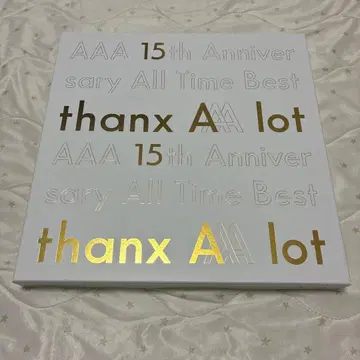 AAA 15th Anniver
sary All Time Best
thanx AAA lot
AAA 15th Anniver
sary All Time Best
thanx AAA lot